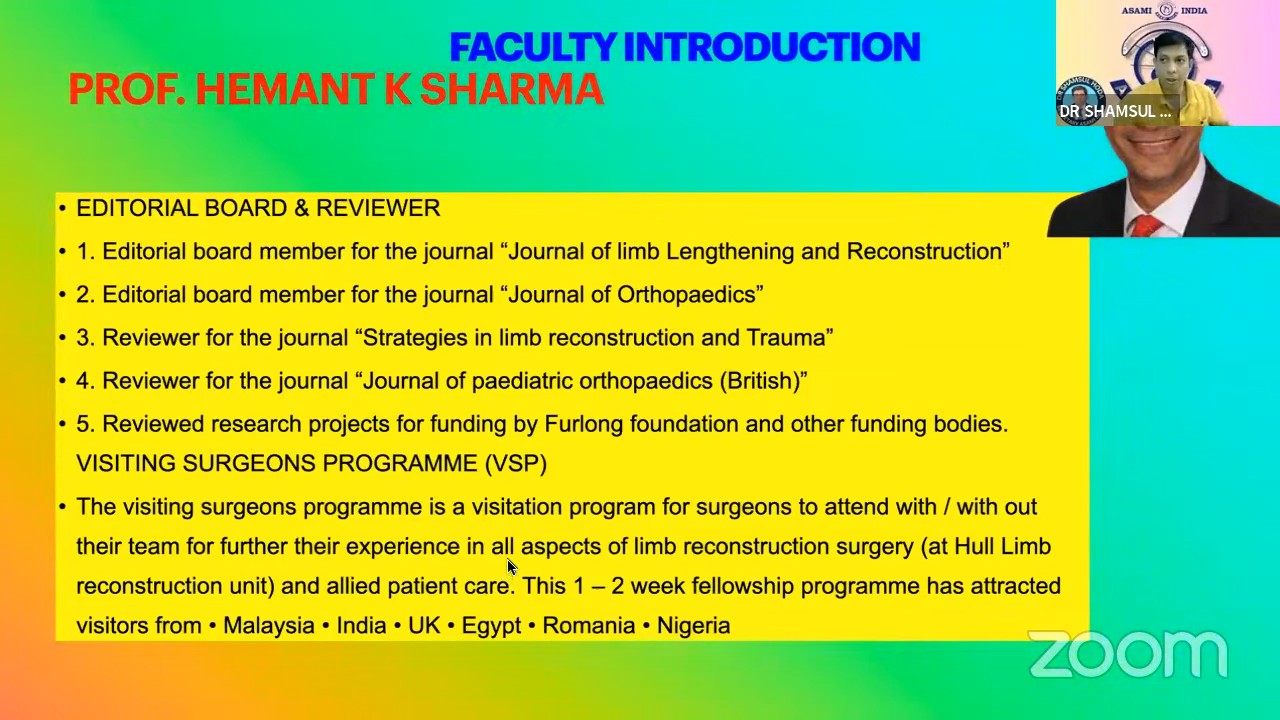 FACULTY INTRODUCTION
PROF. HEMANT K SHARMA
ASAMI INDIA
DR SHAMSUL ...
• EDITORIAL BOARD & REVIEWER
• 1. Editorial board member for the journal “Journal of limb Lengthening and Reconstruction”
• 2. Editorial board member for the journal “Journal of Orthopaedics”
• 3. Reviewer for the journal “Strategies in limb reconstruction and Trauma”
• 4. Reviewer for the journal “Journal of paediatric orthopaedics (British)”
• 5. Reviewed research projects for funding by Furlong foundation and other funding bodies.
VISITING SURGEONS PROGRAMME (VSP)
• The visiting surgeons programme is a visitation program for surgeons to attend with / with out
their team for further their experience in all aspects of limb reconstruction surgery (at Hull Limb
reconstruction unit) and allied patient care. This 1 – 2 week fellowship programme has attracted
visitors from • Malaysia • India • UK • Egypt • Romania • Nigeria
zoom